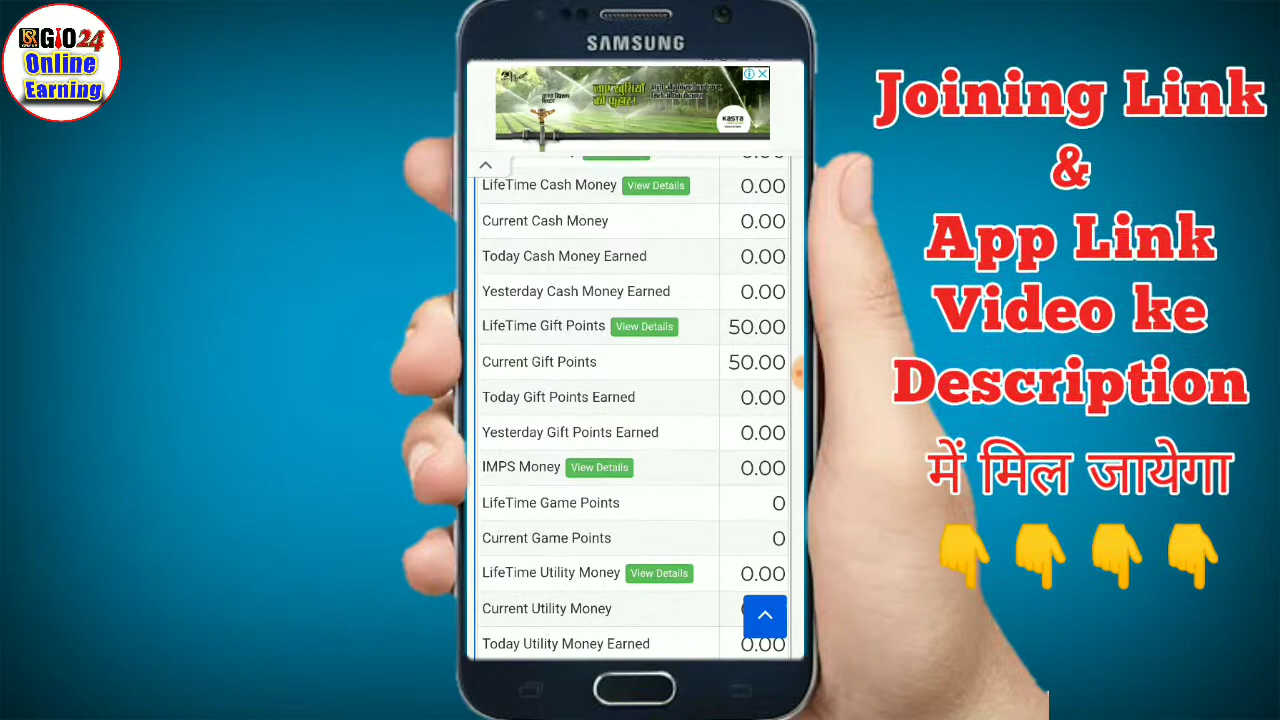 GIO24
Online
Earning
SAMSUNG
KASTA
LifeTime Cash Money View Details 0.00
Current Cash Money 0.00
Today Cash Money Earned 0.00
Yesterday Cash Money Earned 0.00
LifeTime Gift Points View Details 50.00
Current Gift Points 50.00
Today Gift Points Earned 0.00
Yesterday Gift Points Earned 0.00
IMPS Money View Details 0.00
LifeTime Game Points 0
Current Game Points 0
LifeTime Utility Money View Details 0.00
Current Utility Money
Today Utility Money Earned 0.00
Joining Link
&
App Link
Video ke
Description
में मिल जायेगा
👇 👇 👇 👇